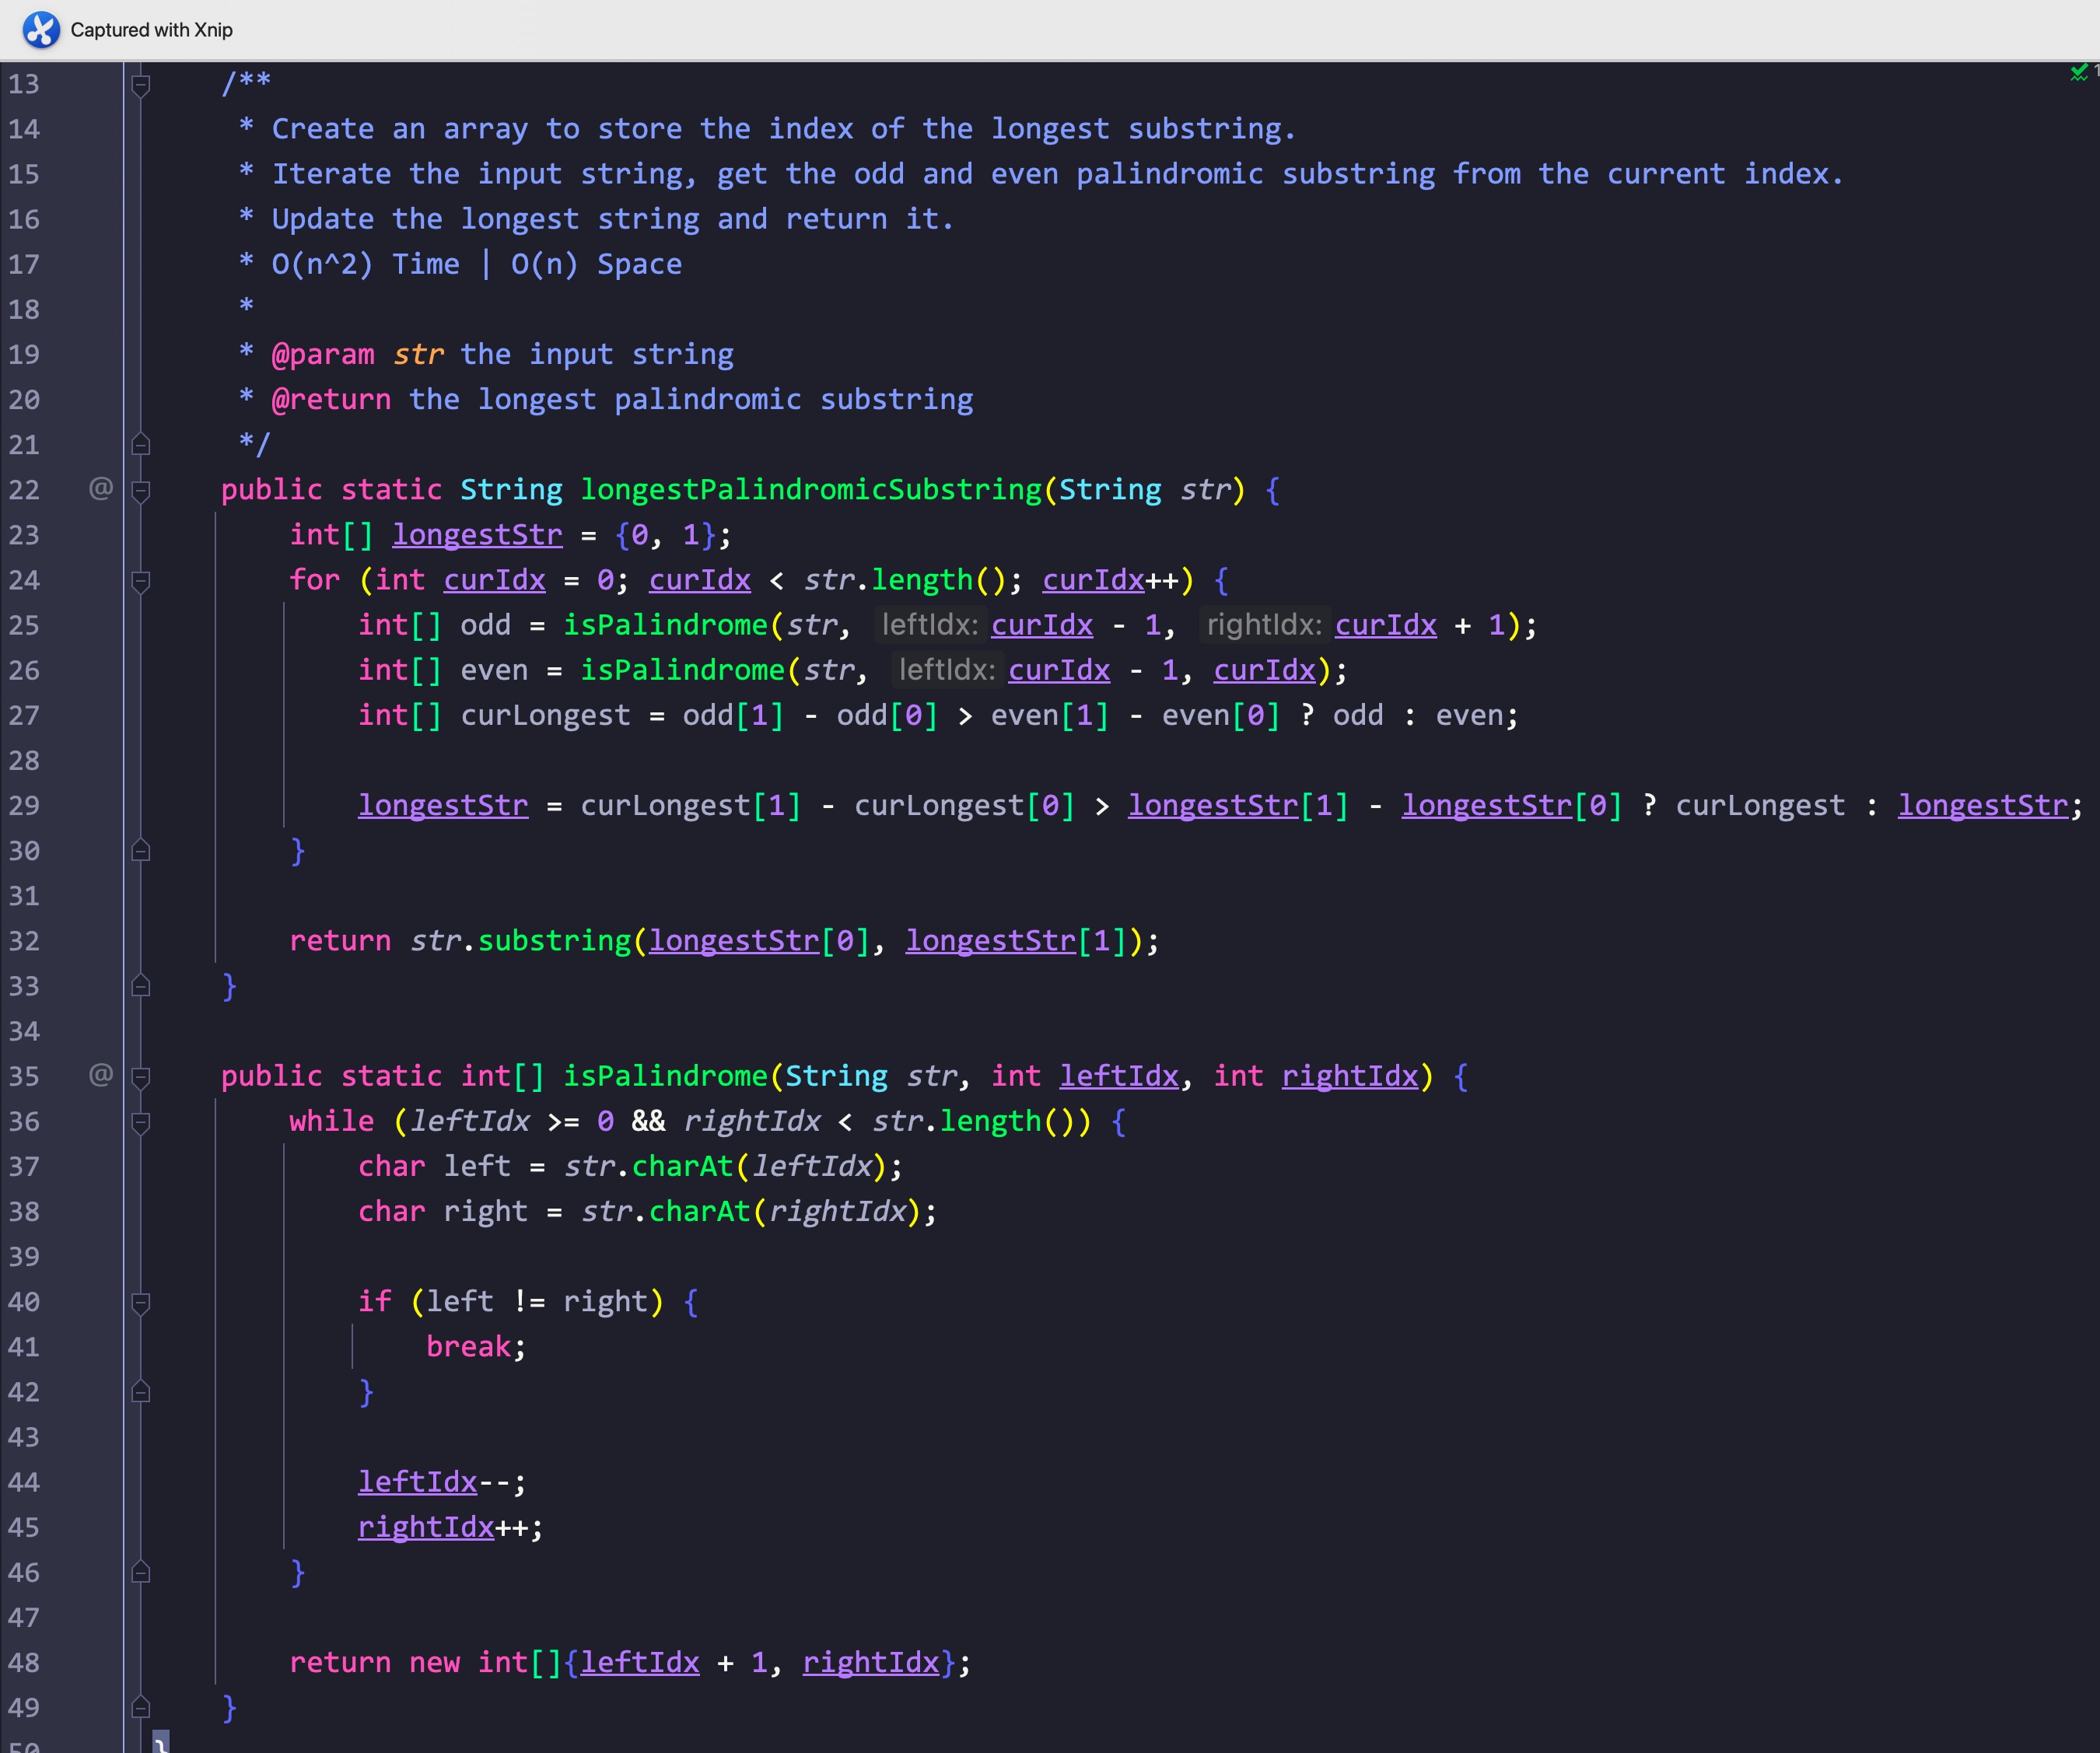 Captured with Xnip
13 /**
14 * Create an array to store the index of the longest substring.
15 * Iterate the input string, get the odd and even palindromic substring from the current index.
16 * Update the longest string and return it.
17 * O(n^2) Time | O(n) Space
18 *
19 * @param str the input string
20 * @return the longest palindromic substring
21 */
22 @ public static String longestPalindromicSubstring(String str) {
23 int[] longestStr = {0, 1};
24 for (int curIdx = 0; curIdx < str.length(); curIdx++) {
25 int[] odd = isPalindrome(str, leftIdx: curIdx - 1, rightIdx: curIdx + 1);
26 int[] even = isPalindrome(str, leftIdx: curIdx - 1, curIdx);
27 int[] curLongest = odd[1] - odd[0] > even[1] - even[0] ? odd : even;
28
29 longestStr = curLongest[1] - curLongest[0] > longestStr[1] - longestStr[0] ? curLongest : longestStr;
30 }
31
32 return str.substring(longestStr[0], longestStr[1]);
33 }
34
35 @ public static int[] isPalindrome(String str, int leftIdx, int rightIdx) {
36 while (leftIdx >= 0 && rightIdx < str.length()) {
37 char left = str.charAt(leftIdx);
38 char right = str.charAt(rightIdx);
39
40 if (left != right) {
41 break;
42 }
43
44 leftIdx--;
45 rightIdx++;
46 }
47
48 return new int[]{leftIdx + 1, rightIdx};
49 }
50 }